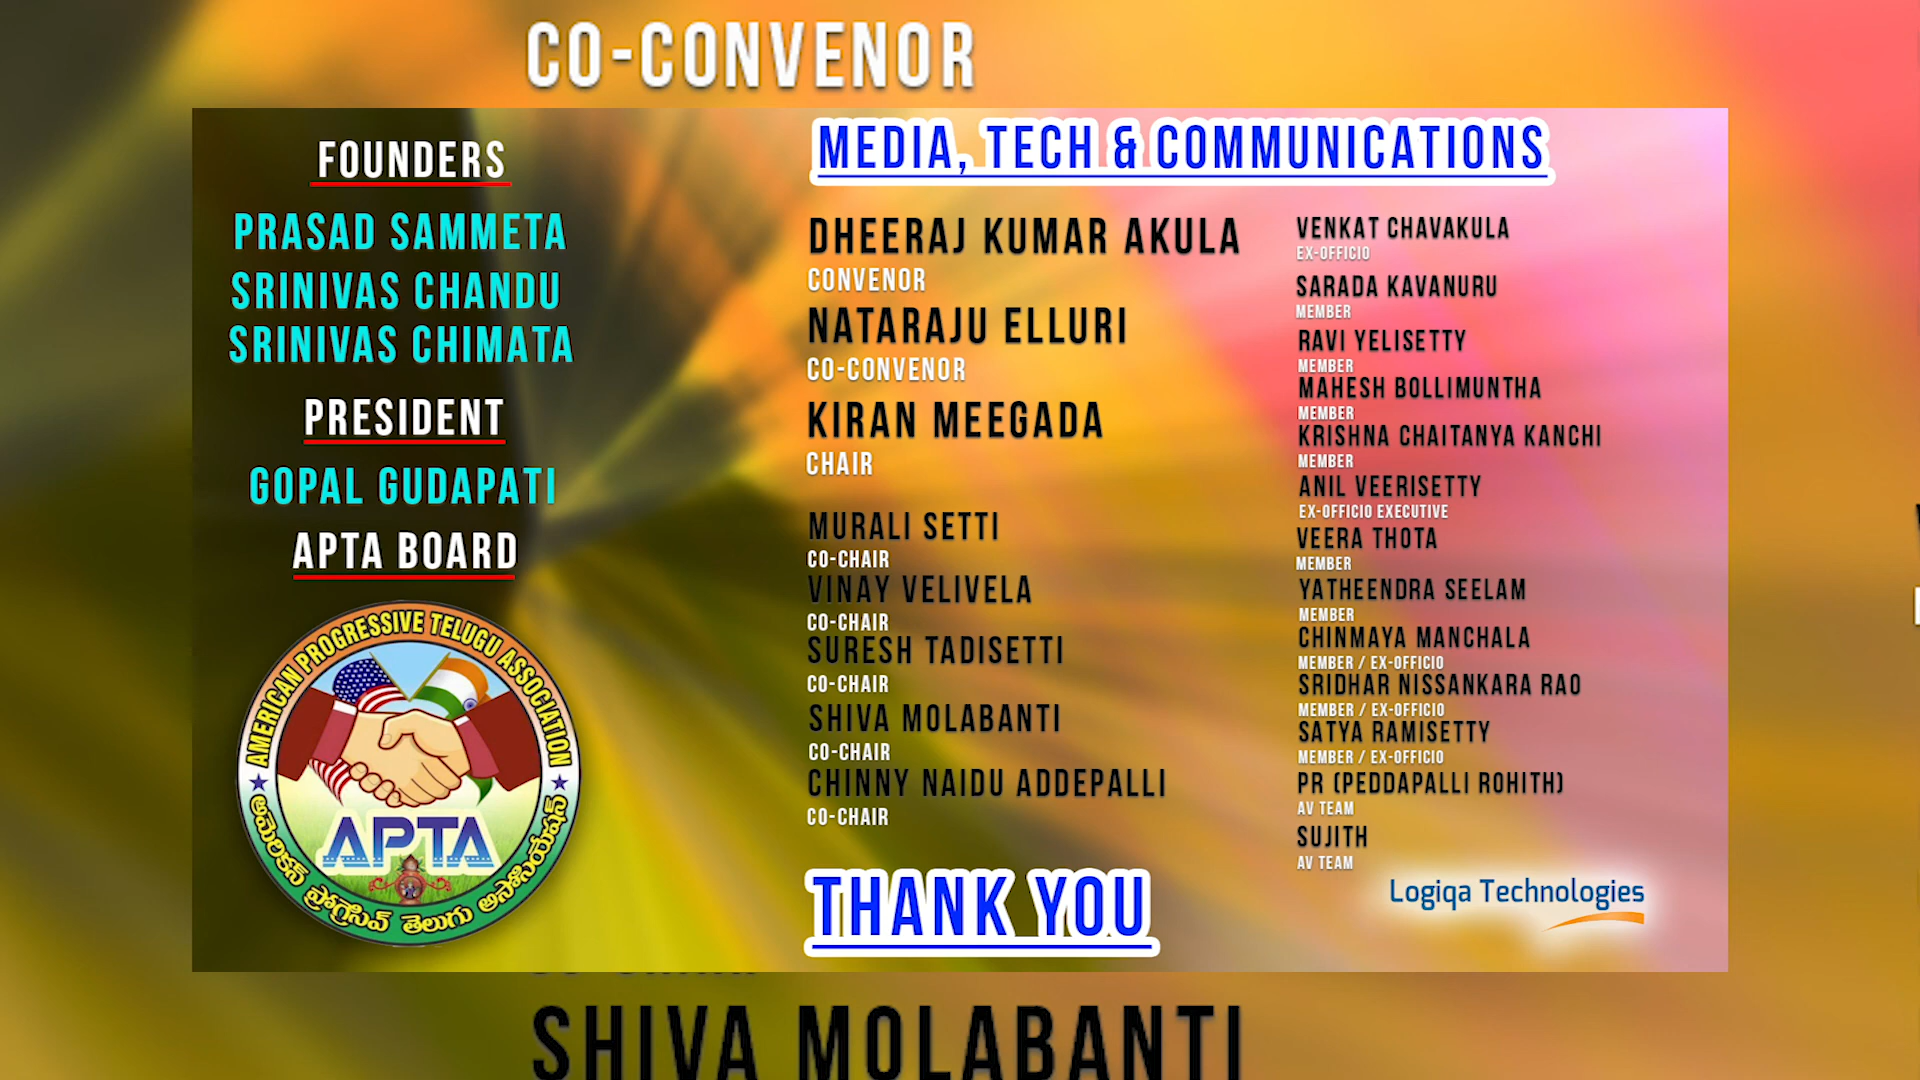 CO-CONVENOR
FOUNDERS
PRASAD SAMMETA
SRINIVAS CHANDU
SRINIVAS CHIMATA
PRESIDENT
GOPAL GUDAPATI
APTA BOARD
AMERICAN PROGRESSIVE TELUGU ASSOCIATION
APTA
అమెరికన్ ప్రోగ్రెసివ్ తెలుగు అసోసియేషన్
MEDIA, TECH & COMMUNICATIONS
DHEERAJ KUMAR AKULA
CONVENOR
NATARAJU ELLURI
CO-CONVENOR
KIRAN MEEGADA
CHAIR
MURALI SETTI
CO-CHAIR
VINAY VELIVELA
CO-CHAIR
SURESH TADISETTI
CO-CHAIR
SHIVA MOLABANTI
CO-CHAIR
CHINNY NAIDU ADDEPALLI
CO-CHAIR
THANK YOU
VENKAT CHAVAKULA
EX-OFFICIO
SARADA KAVANURU
MEMBER
RAVI YELISETTY
MEMBER
MAHESH BOLLIMUNTHA
MEMBER
KRISHNA CHAITANYA KANCHI
MEMBER
ANIL VEERISETTY
EX-OFFICIO EXECUTIVE
VEERA THOTA
MEMBER
YATHEENDRA SEELAM
MEMBER
CHINMAYA MANCHALA
MEMBER / EX-OFFICIO
SRIDHAR NISSANKARA RAO
MEMBER / EX-OFFICIO
SATYA RAMISETTY
MEMBER / EX-OFFICIO
PR (PEDDAPALLI ROHITH)
AV TEAM
SUJITH
AV TEAM
Logiqa Technologies
SHIVA MOLABANTI